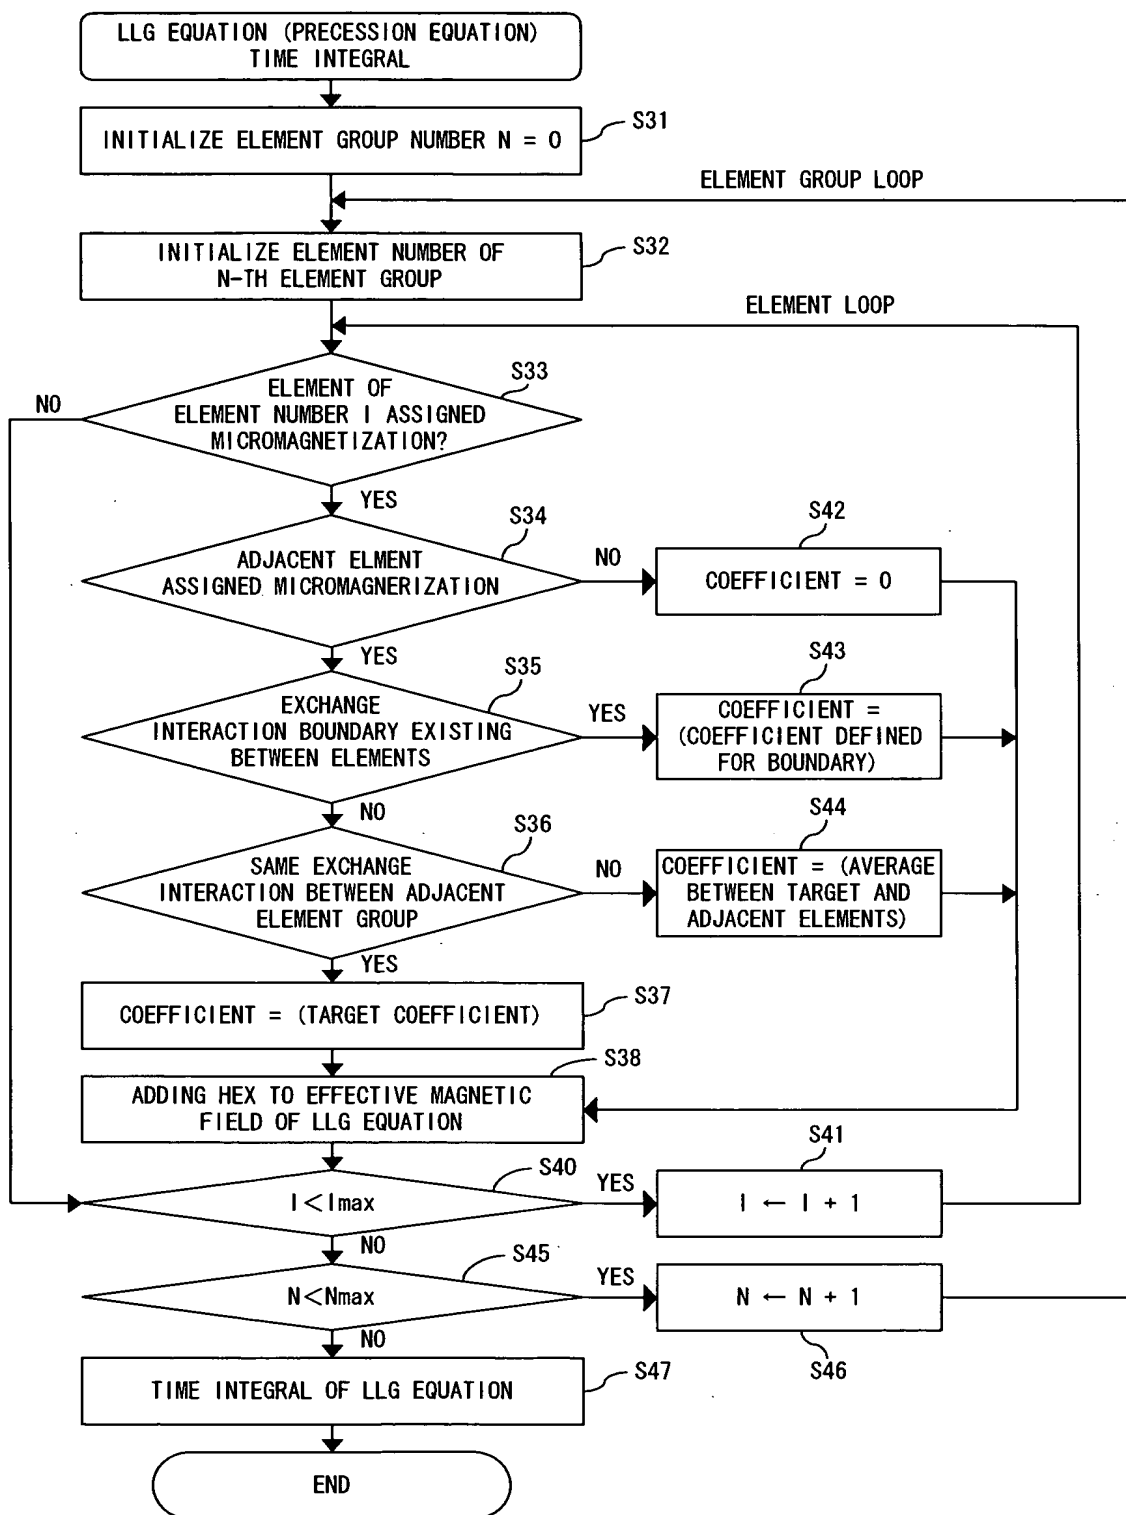 LLG EQUATION (PRECESSION EQUATION)
TIME INTEGRAL
S31
INITIALIZE ELEMENT GROUP NUMBER N = 0
ELEMENT GROUP LOOP
S32
INITIALIZE ELEMENT NUMBER OF
N-TH ELEMENT GROUP
ELEMENT LOOP
S33
NO
ELEMENT OF
ELEMENT NUMBER I ASSIGNED
MICROMAGNETIZATION?
YES
S34
ADJACENT ELMENT
ASSIGNED MICROMAGNERIZATION
NO
S42
COEFFICIENT = 0
YES
S35
EXCHANGE
INTERACTION BOUNDARY EXISTING
BETWEEN ELEMENTS
YES
S43
COEFFICIENT =
(COEFFICIENT DEFINED
FOR BOUNDARY)
NO
S36
SAME EXCHANGE
INTERACTION BETWEEN ADJACENT
ELEMENT GROUP
NO
S44
COEFFICIENT = (AVERAGE
BETWEEN TARGET AND
ADJACENT ELEMENTS)
YES
S37
COEFFICIENT = (TARGET COEFFICIENT)
S38
ADDING HEX TO EFFECTIVE MAGNETIC
FIELD OF LLG EQUATION
S40
I<Imax
YES
S41
I ← I + 1
NO
S45
N<Nmax
YES
N ← N + 1
S46
NO
S47
TIME INTEGRAL OF LLG EQUATION
END